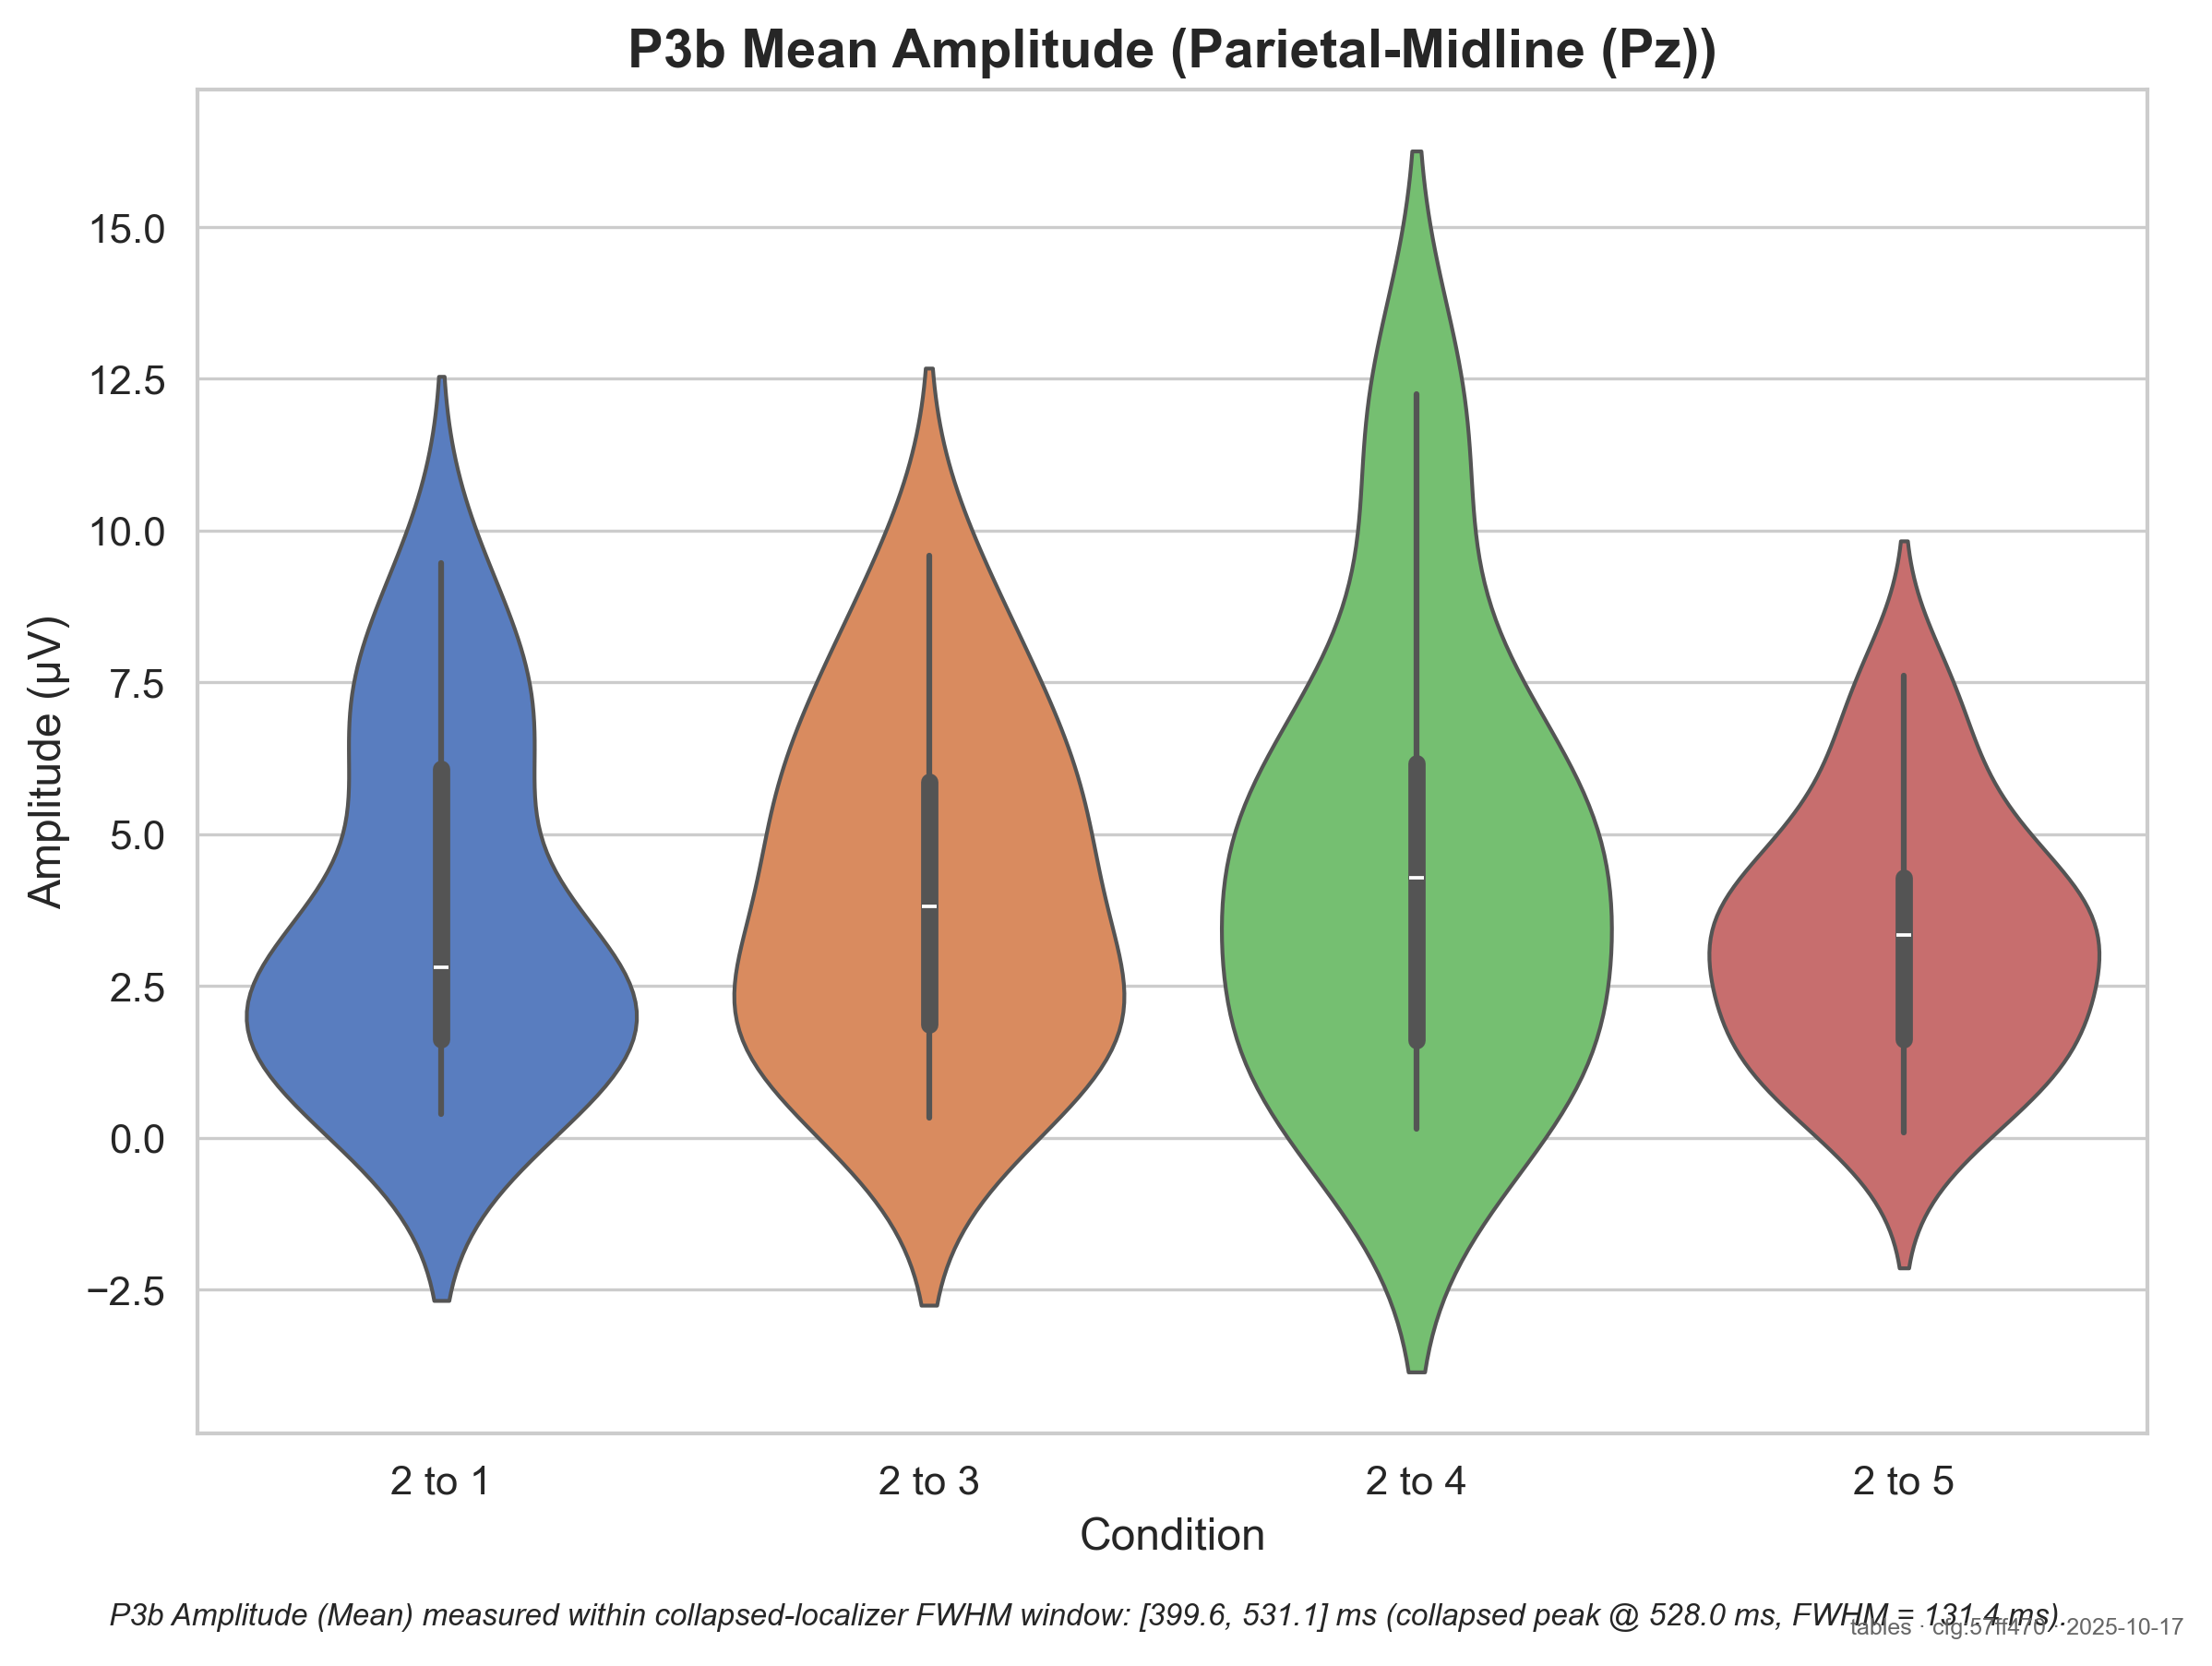 P3b Mean Amplitude (Parietal-Midline (Pz))
Amplitude (µV)
15.0
12.5
10.0
7.5
5.0
2.5
0.0
−2.5
2 to 1 2 to 3 2 to 4 2 to 5
Condition
P3b Amplitude (Mean) measured within collapsed-localizer FWHM window: [399.6, 531.1] ms (collapsed peak @ 528.0 ms, FWHM = 131.4 ms).
tables · cfg:57ff470 · 2025-10-17